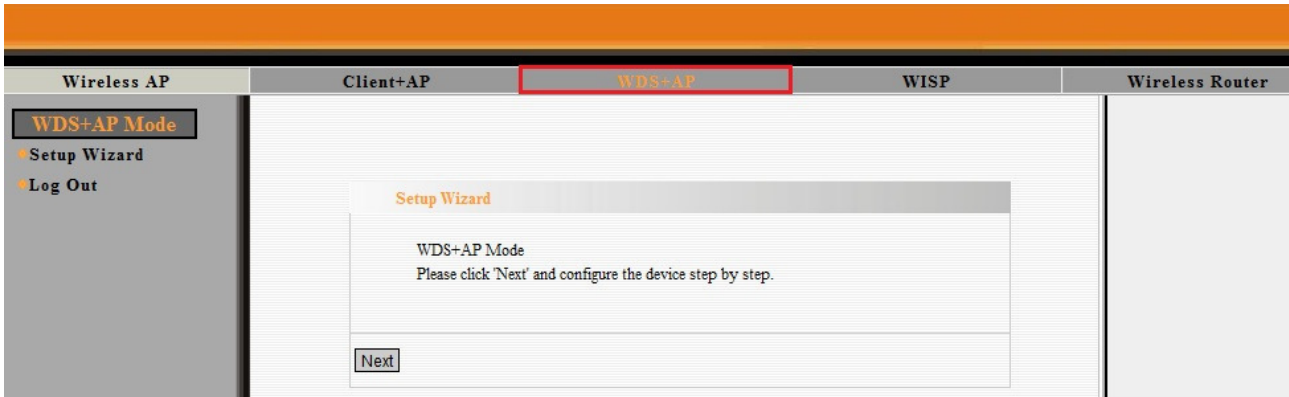 Wireless AP
Client+AP
WDS+AP
WISP
Wireless Router
WDS+AP Mode
Setup Wizard
Log Out
Setup Wizard
WDS+AP Mode
Please click 'Next' and configure the device step by step.
Next